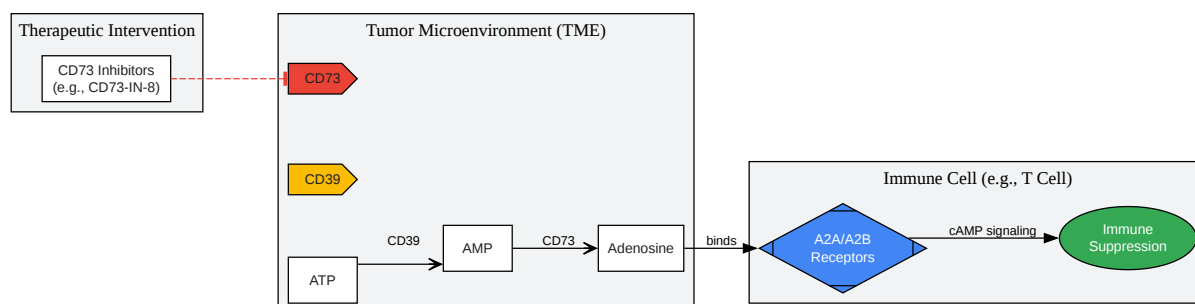 Therapeutic Intervention
CD73 Inhibitors
(e.g., CD73-IN-8)
Tumor Microenvironment (TME)
CD73
CD39
ATP
CD39
AMP
CD73
Adenosine
binds
Immune Cell (e.g., T Cell)
A2A/A2B
Receptors
cAMP signaling
Immune
Suppression